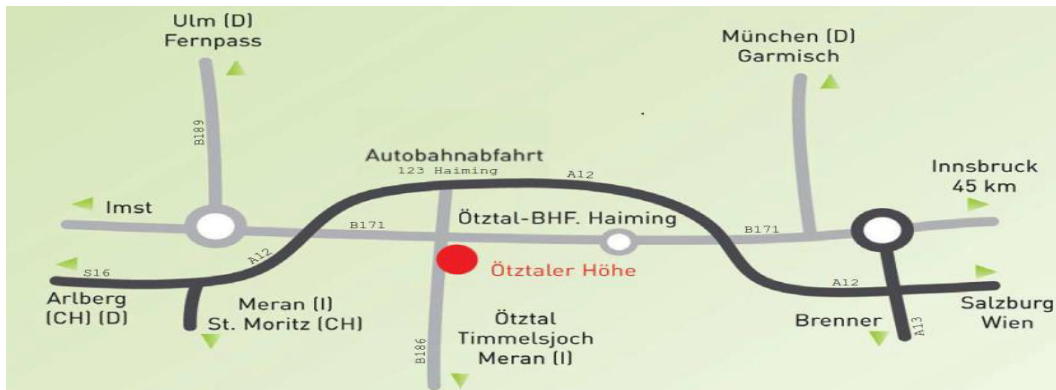 Ulm (D)
Fernpass
München (D)
Garmisch
B189
Autobahnabfahrt
123 Haiming
A12
Innsbruck
45 km
Imst
B171
Ötztal-BHF. Haiming
B171
A12
S16
Ötztaler Höhe
A12
Arlberg
(CH) (D)
Meran (I)
St. Moritz (CH)
Ötztal
Timmelsjoch
Meran (I)
B186
Brenner
A13
Salzburg
Wien